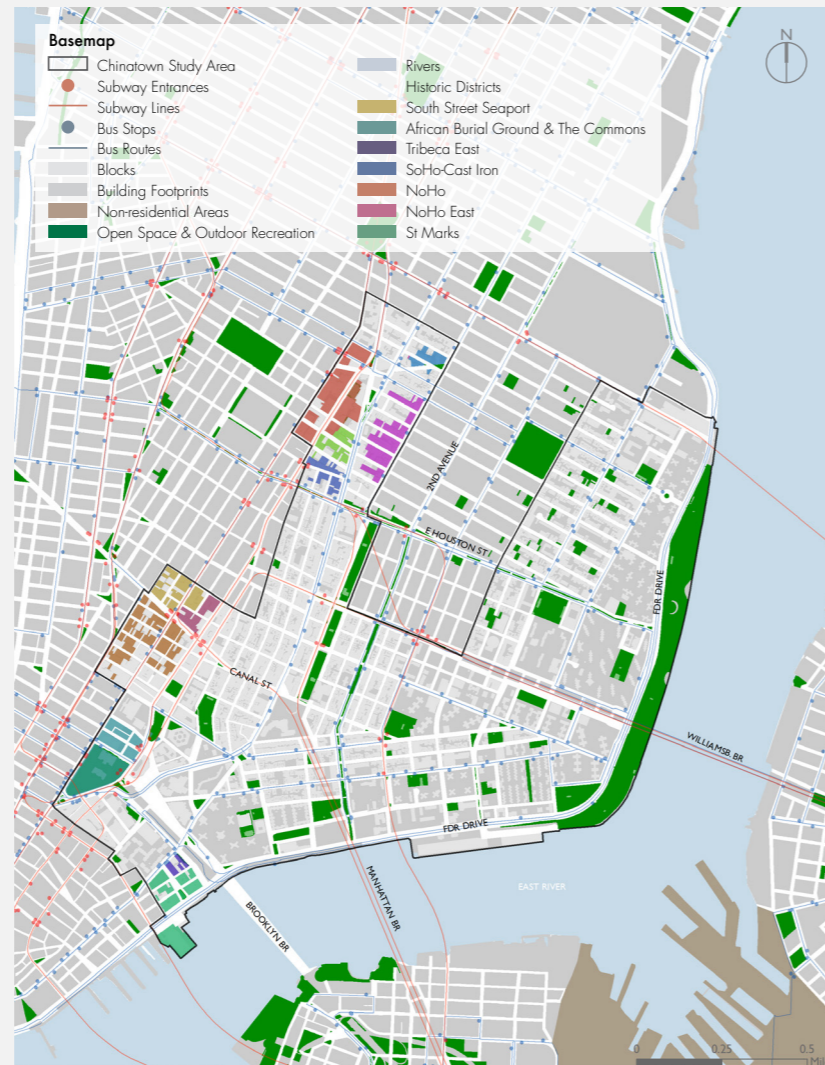 Basemap
Chinatown Study Area
Subway Entrances
Subway Lines
Bus Stops
Bus Routes
Blocks
Building Footprints
Non-residential Areas
Open Space & Outdoor Recreation
Rivers
Historic Districts
South Street Seaport
African Burial Ground & The Commons
Tribeca East
SoHo-Cast Iron
NoHo
NoHo East
St Marks
N
2ND AVENUE
E HOUSTON ST
FDR DRIVE
CANAL ST
WILLIAMSB. BR
FDR DRIVE
MANHATTAN BR
EAST RIVER
BROOKLYN BR
0 0.25 0.5